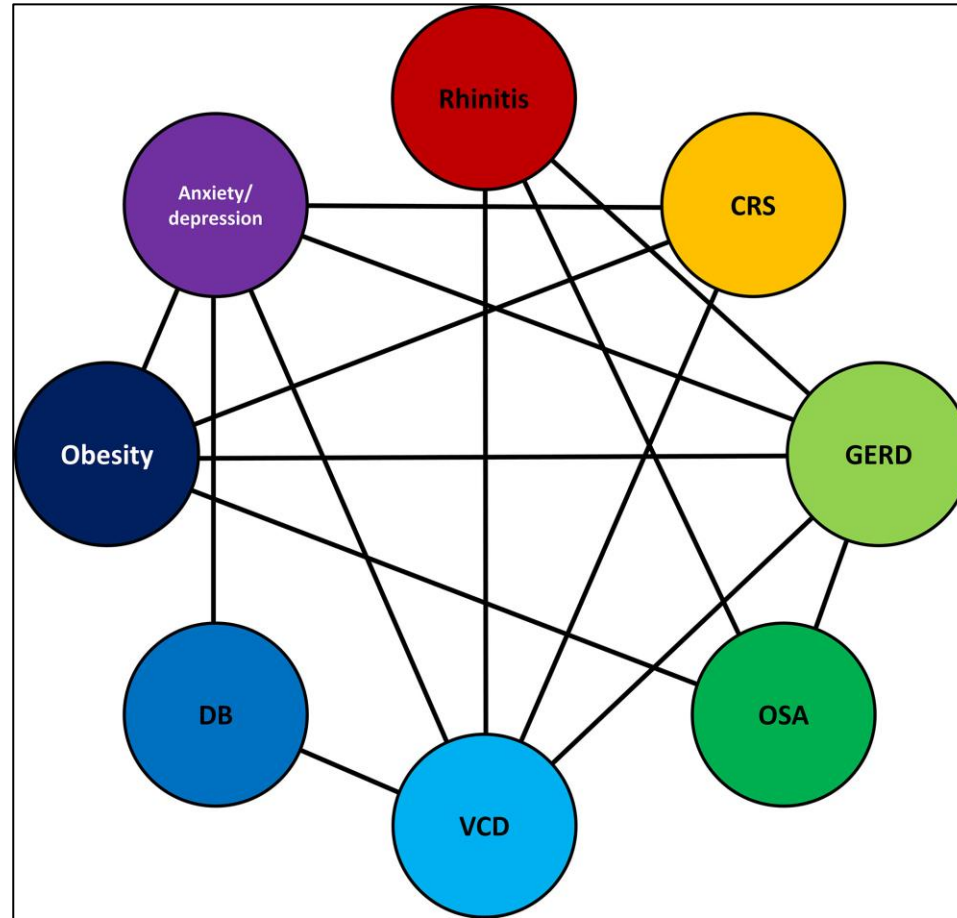 Rhinitis
Anxiety/
depression
CRS
Obesity
GERD
DB
OSA
VCD